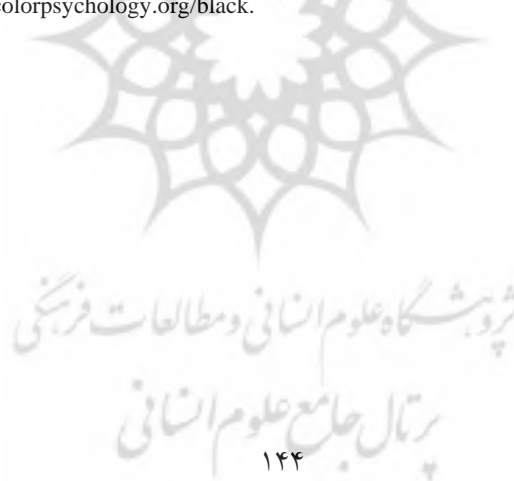 colorpsychology.org/black.
پژوهشگاه علوم انسانی و مطالعات فرهنگی
پرتال جامع علوم انسانی
۱۴۴